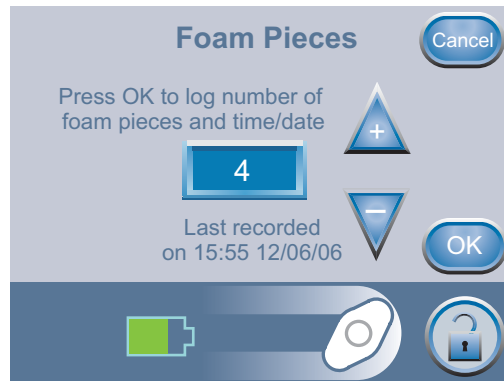 Foam Pieces
Cancel
Press OK to log number of
foam pieces and time/date
+
4
−
Last recorded
on 15:55 12/06/06
OK